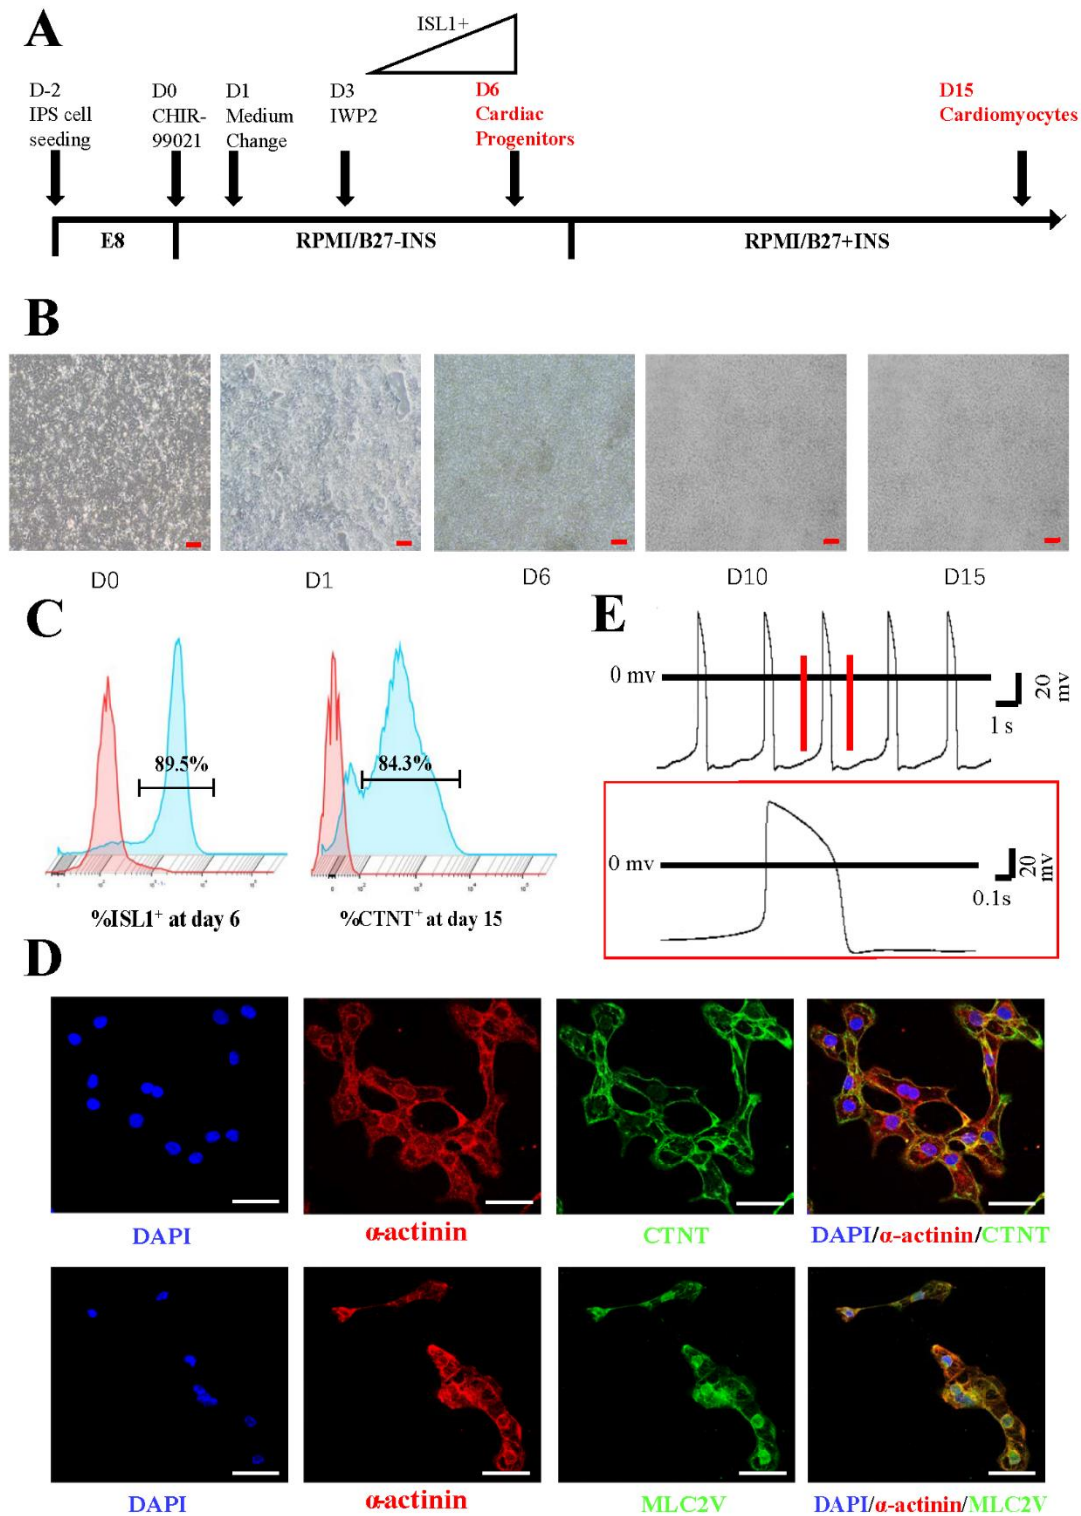 A
ISL1+
D-2
IPS cell
seeding
D0
CHIR-
99021
D1
Medium
Change
D3
IWP2
D6
Cardiac
Progenitors
D15
Cardiomyocytes
E8
RPMI/B27-INS
RPMI/B27+INS
B
D0
D1
D6
D10
D15
C
89.5%
84.3%
%ISL1⁺ at day 6
%CTNT⁺ at day 15
E
0 mv
20
mv
1 s
0 mv
20
mv
0.1s
D
DAPI
α-actinin
CTNT
DAPI/α-actinin/CTNT
DAPI
α-actinin
MLC2V
DAPI/α-actinin/MLC2V